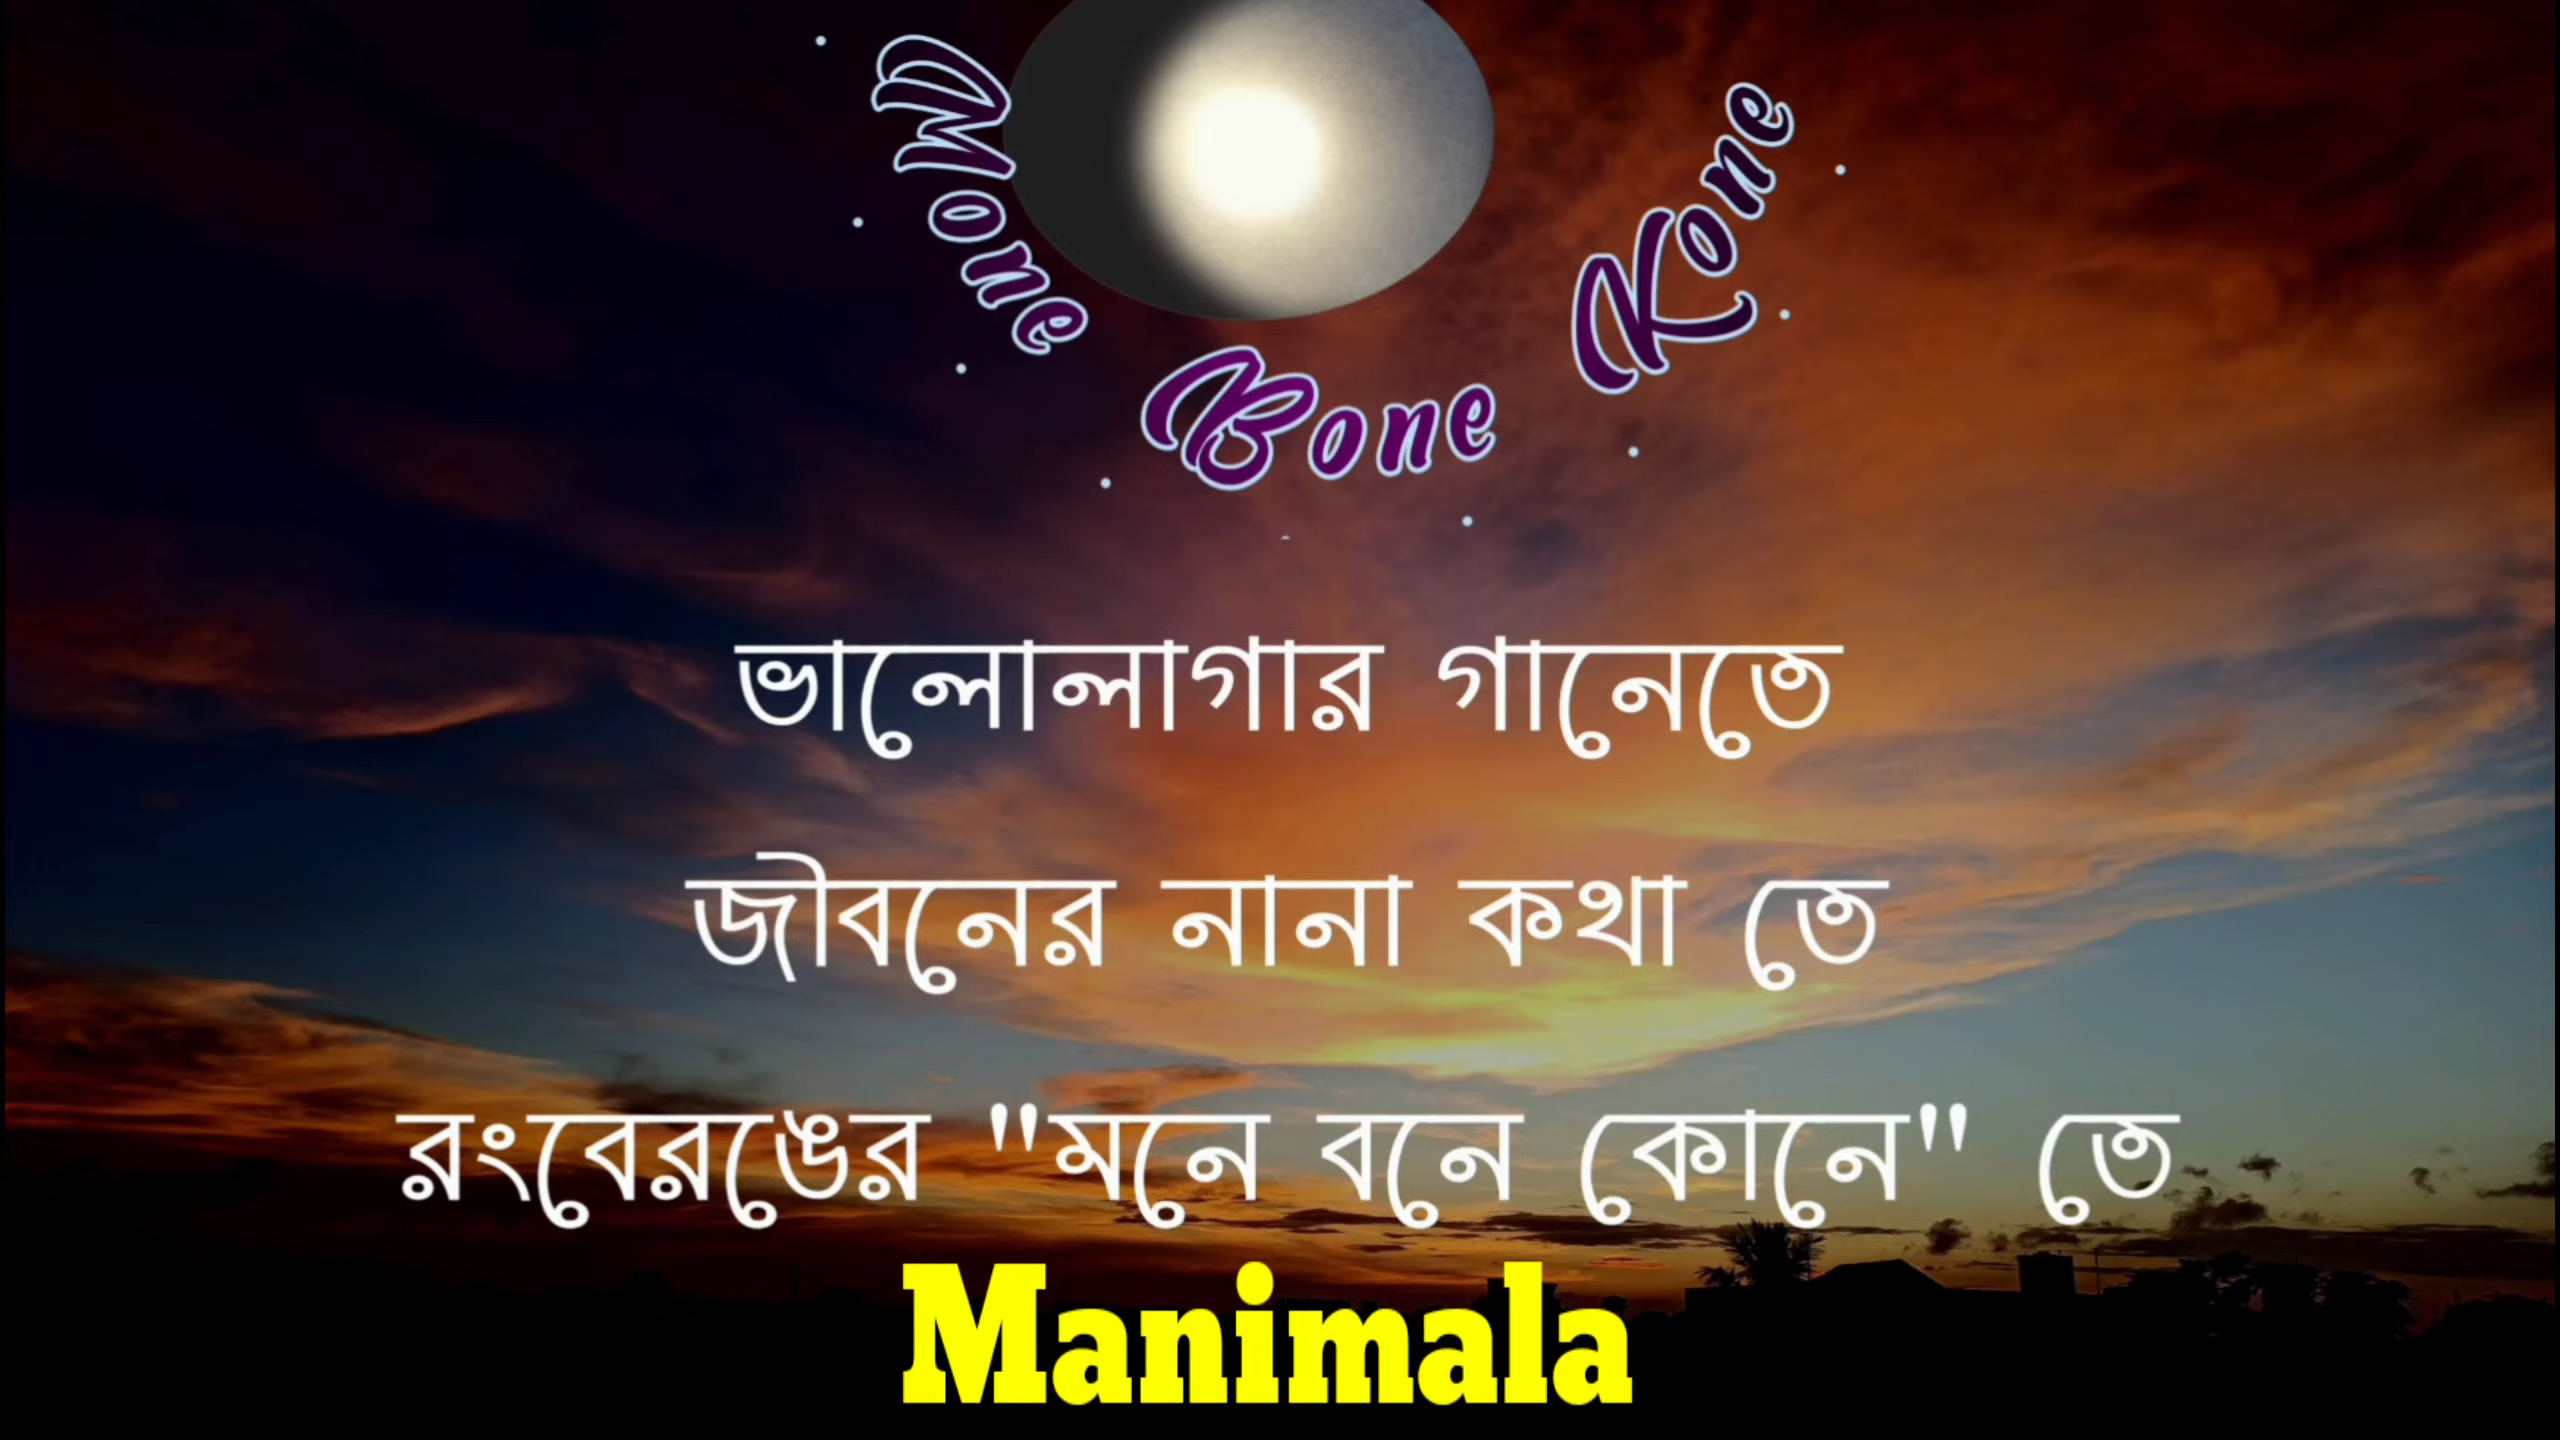 Mone Bone Kone
ভালোলাগার গানেতে
জীবনের নানা কথা তে
রংবেরঙের "মনে বনে কোনে" তে
Manimala